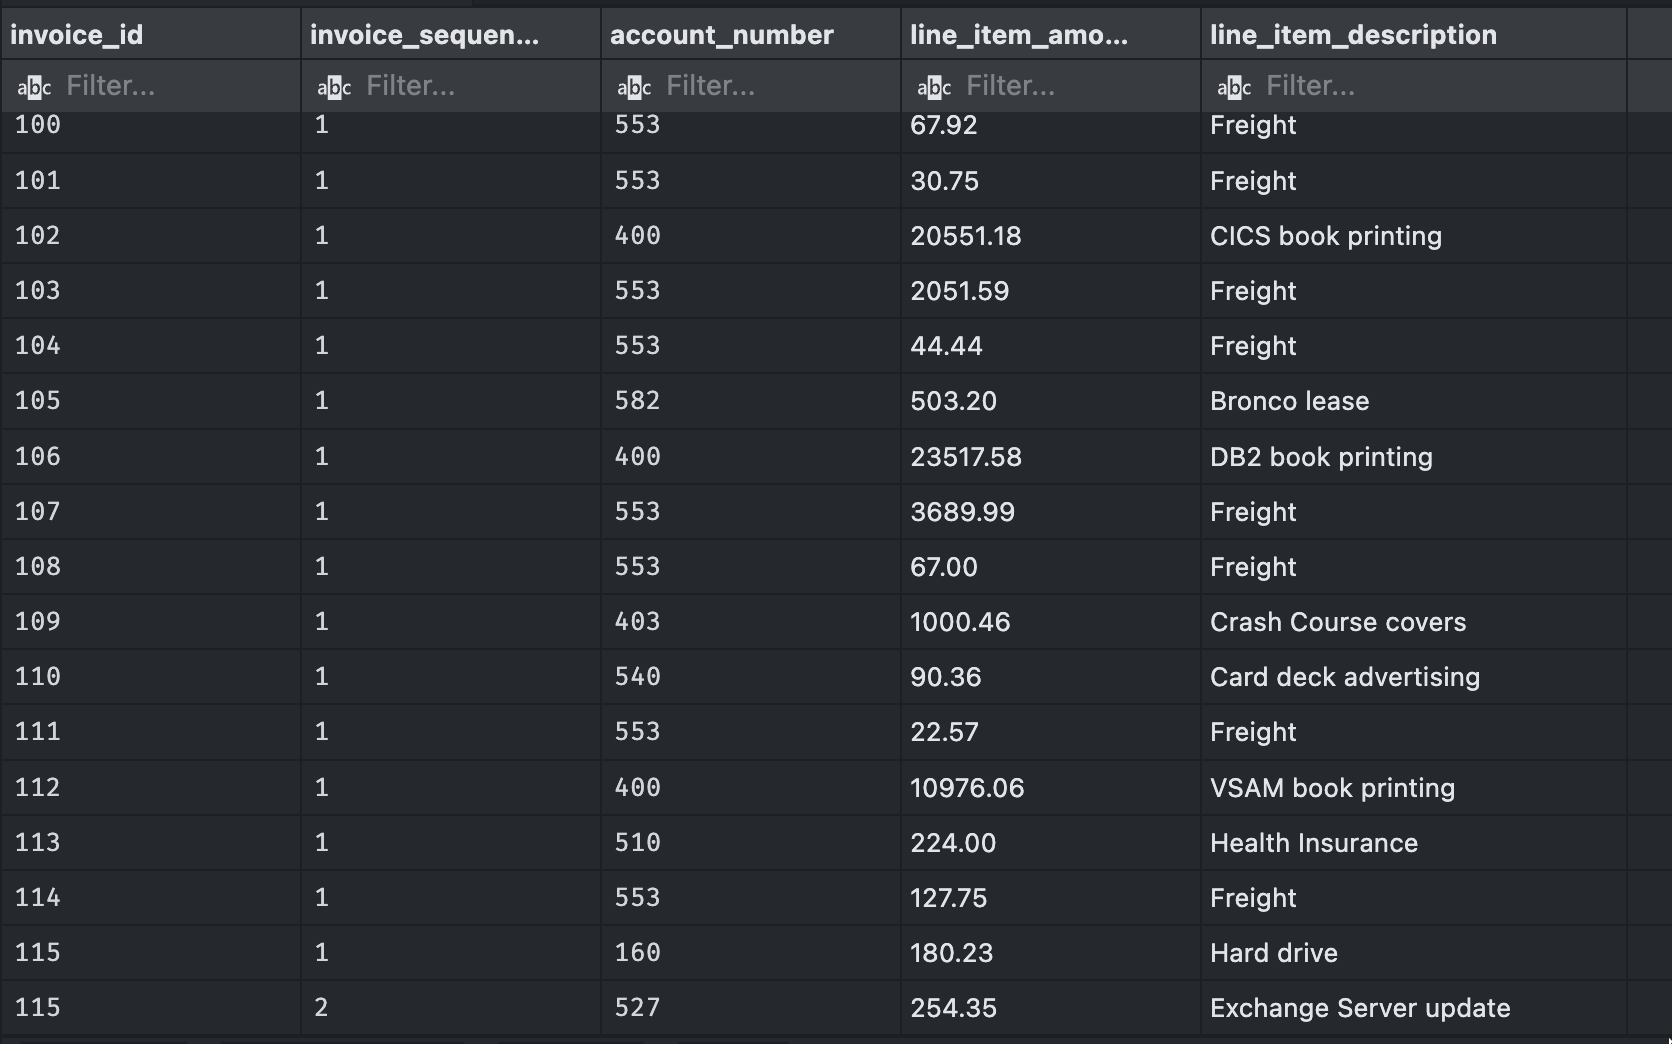 invoice_id invoice_sequen... account_number line_item_amo... line_item_description
abc Filter... abc Filter... abc Filter... abc Filter... abc Filter...
100 1 553 67.92 Freight
101 1 553 30.75 Freight
102 1 400 20551.18 CICS book printing
103 1 553 2051.59 Freight
104 1 553 44.44 Freight
105 1 582 503.20 Bronco lease
106 1 400 23517.58 DB2 book printing
107 1 553 3689.99 Freight
108 1 553 67.00 Freight
109 1 403 1000.46 Crash Course covers
110 1 540 90.36 Card deck advertising
111 1 553 22.57 Freight
112 1 400 10976.06 VSAM book printing
113 1 510 224.00 Health Insurance
114 1 553 127.75 Freight
115 1 160 180.23 Hard drive
115 2 527 254.35 Exchange Server update